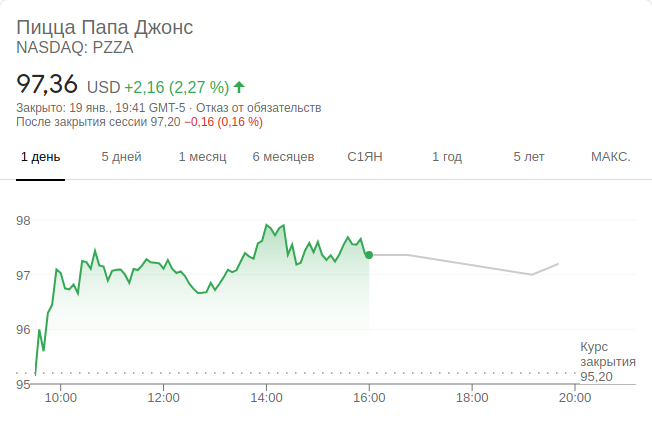 Пицца Папа Джонс
NASDAQ: PZZA
97,36 USD +2,16 (2,27 %)
Закрыто: 19 янв., 19:41 GMT-5 · Отказ от обязательств
После закрытия сессии 97,20 −0,16 (0,16 %)
1 день 5 дней 1 месяц 6 месяцев С1ЯН 1 год 5 лет МАКС.
98
97
96
Курс
закрытия
95,20
95
10:00 12:00 14:00 16:00 18:00 20:00